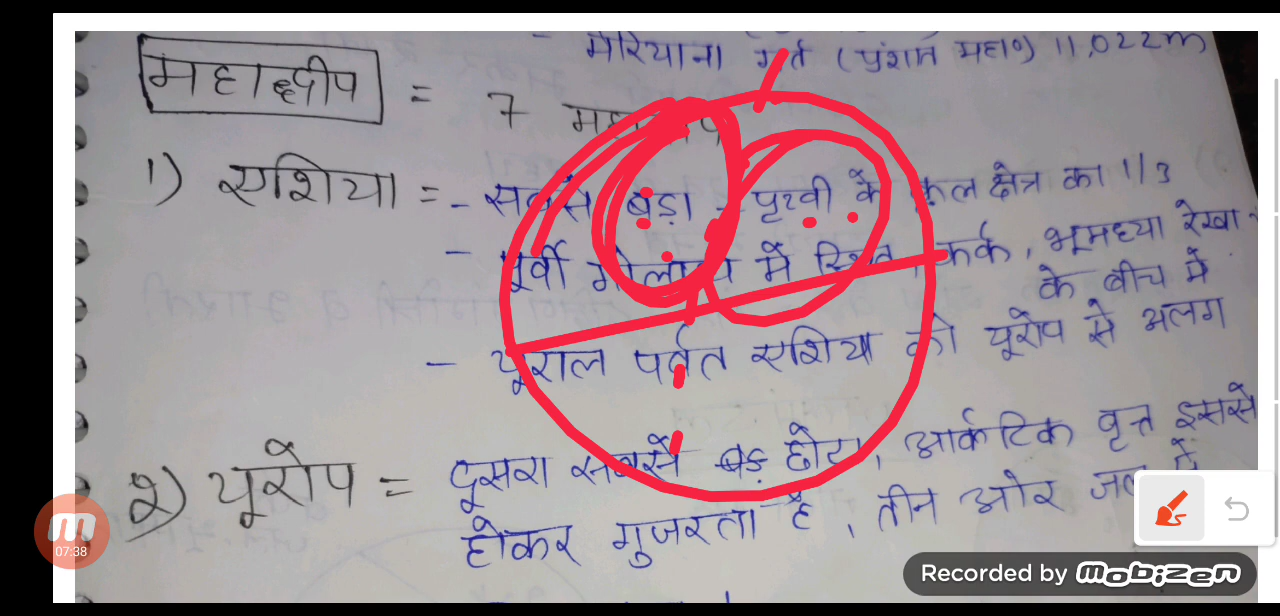 - मेरियाना गर्त (प्रशांत महा०) 11,022m
महाद्वीप = 7
1) एशिया = - सबसे बड़ा - पृथ्वी के कुल क्षेत्र का 1/3
- पूर्वी गोलार्ध में स्थित, कर्क, भूमध्या रेखा
के बीच में
- यूराल पर्वत एशिया को यूरोप से अलग
2) यूरोप = दूसरा सबसे छोटा, आर्कटिक वृत्त इससे
होकर गुजरता है, तीन ओर में
07:38
Recorded by mobizen